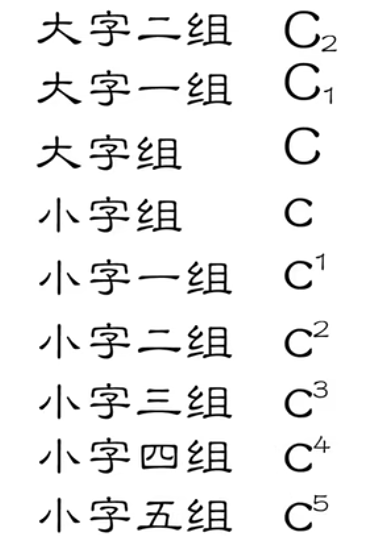 大字二组 C₂
大字一组 C₁
大字组 C
小字组 c
小字一组 c¹
小字二组 c²
小字三组 c³
小字四组 c⁴
小字五组 c⁵